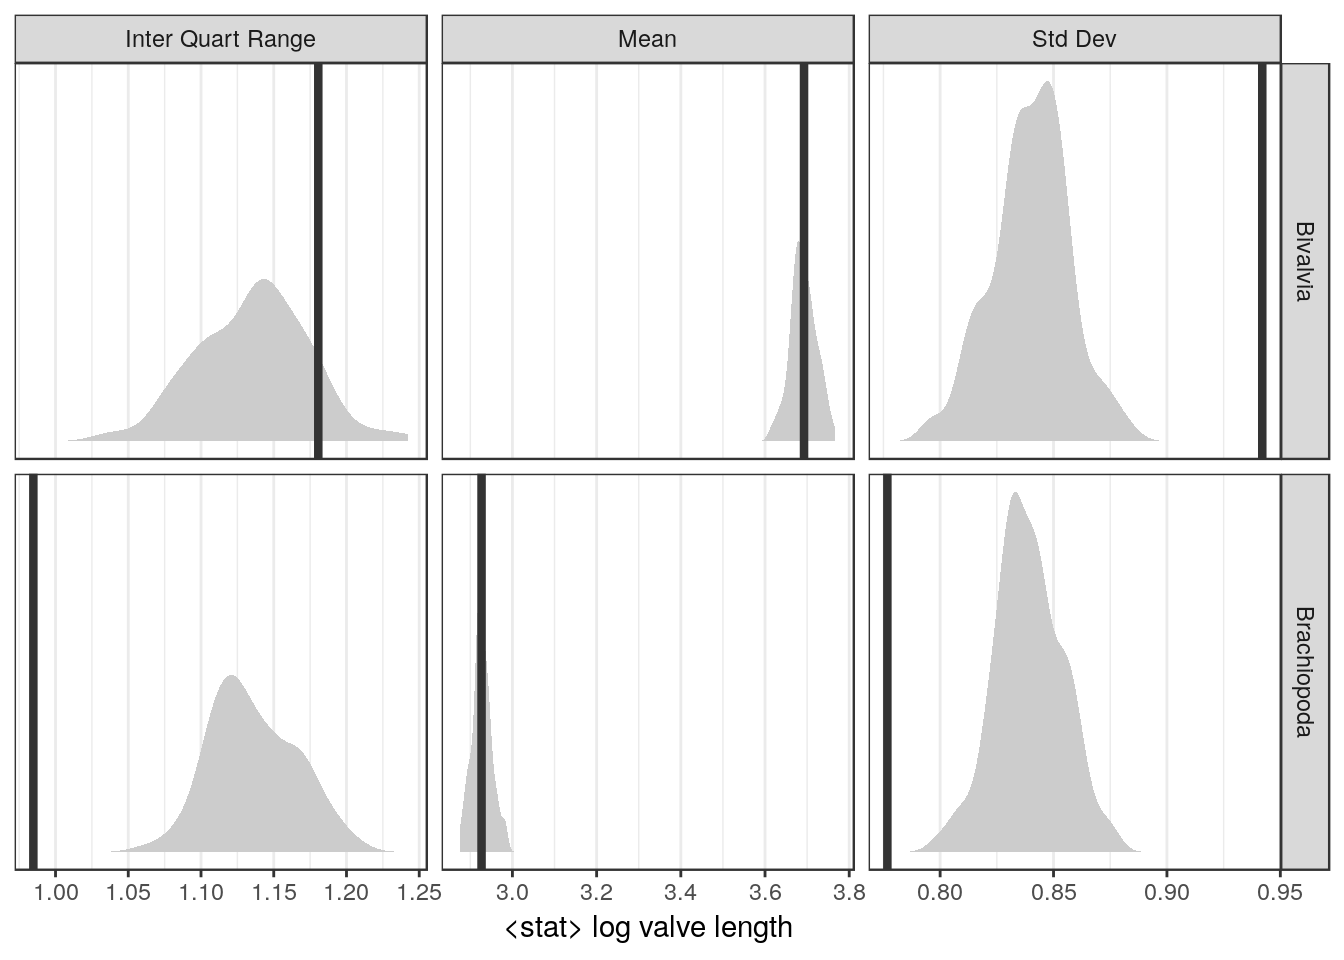 Inter Quart Range
Mean
Std Dev
Bivalvia
Brachiopoda
1.00 1.05 1.10 1.15 1.20 1.25
3.0 3.2 3.4 3.6 3.8
0.80 0.85 0.90 0.95
<stat> log valve length